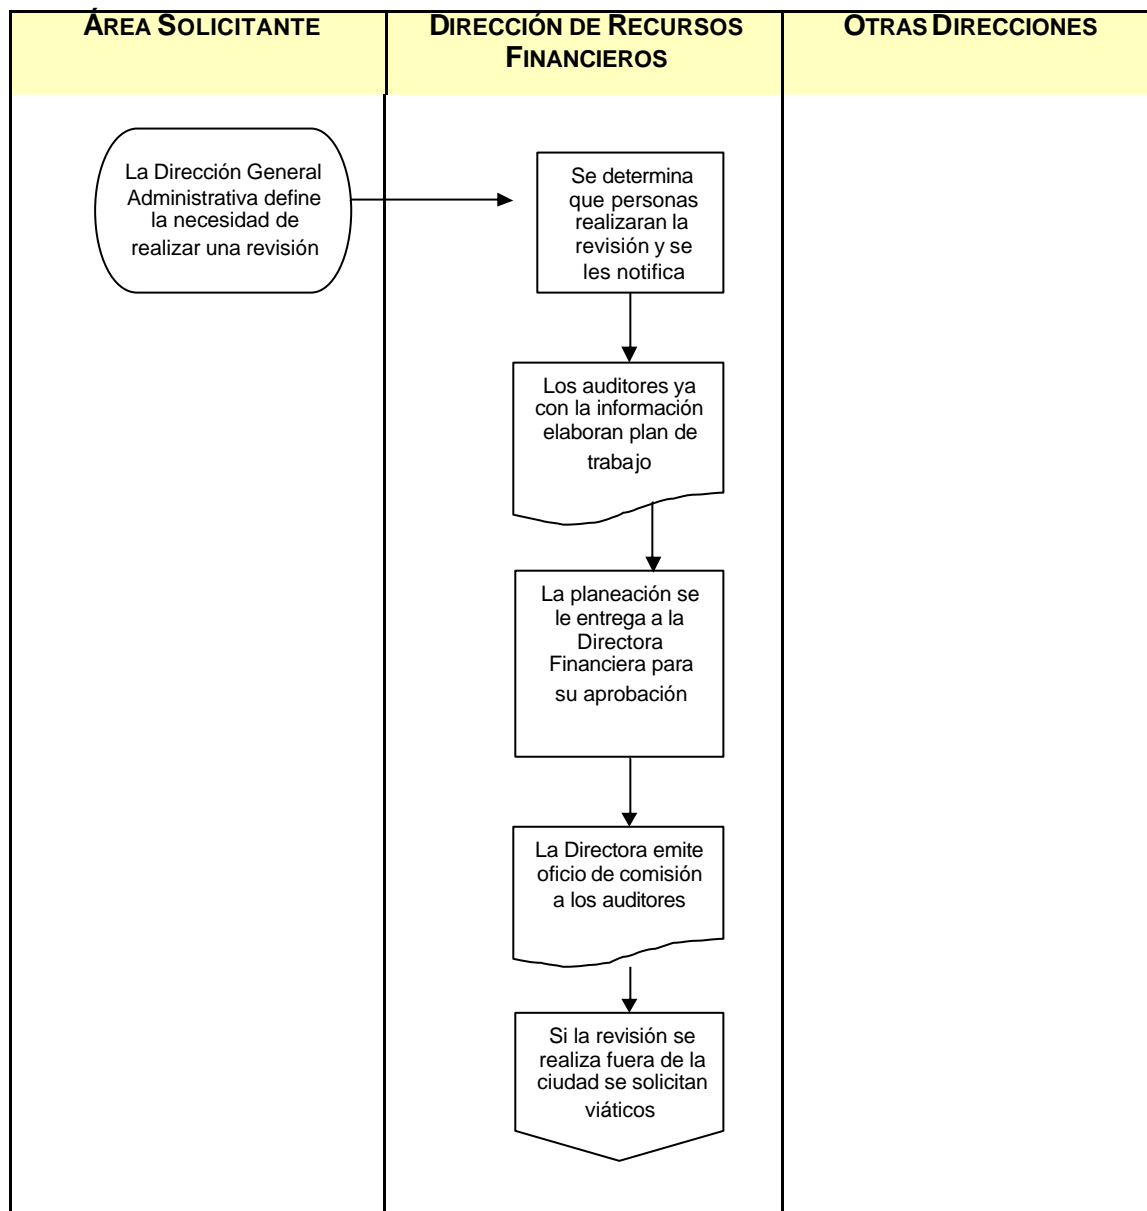 ÁREA SOLICITANTE
DIRECCIÓN DE RECURSOS
FINANCIEROS
OTRAS DIRECCIONES
La Dirección General
Administrativa define
la necesidad de
realizar una revisión
Se determina
que personas
realizaran la
revisión y se
les notifica
Los auditores ya
con la información
elaboran plan de
trabajo
La planeación se
le entrega a la
Directora
Financiera para
su aprobación
La Directora emite
oficio de comisión
a los auditores
Si la revisión se
realiza fuera de la
ciudad se solicitan
viáticos